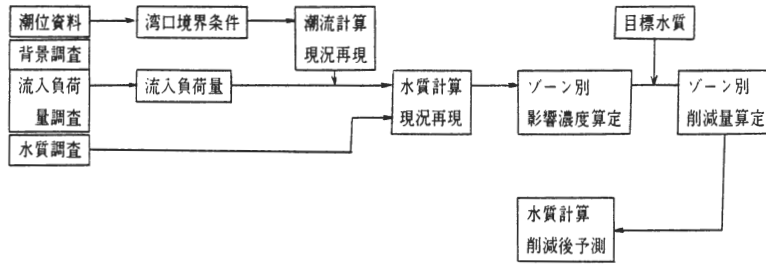 潮位資料
背景調査
流入負荷
量調査
水質調査
湾口境界条件
流入負荷量
潮流計算
現況再現
水質計算
現況再現
ゾーン別
影響濃度算定
目標水質
ゾーン別
削減量算定
水質計算
削減後予測